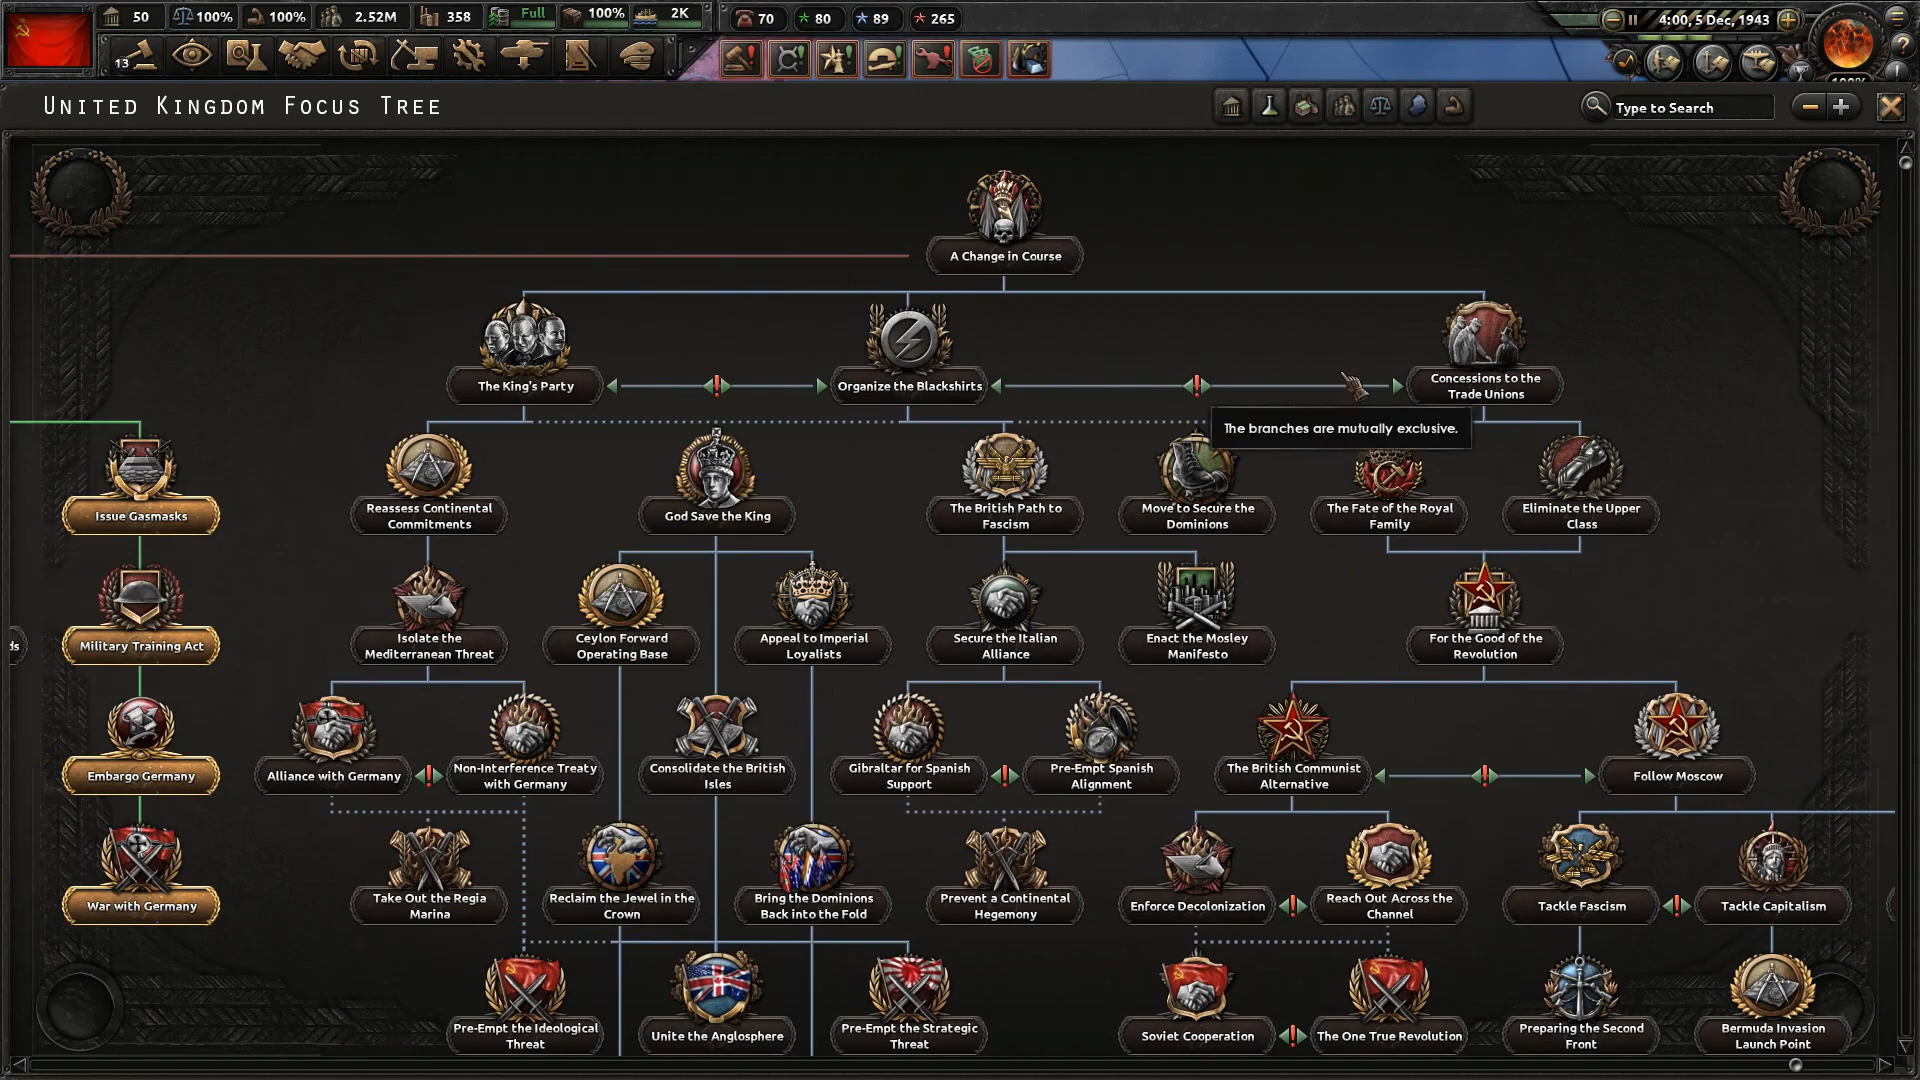 50 100% 100% 2.52M 358 Full 100% 2K 70 80 89 265 4:00, 5 Dec, 1943
13
100%
United Kingdom Focus Tree
Type to Search
A Change in Course
The King's Party
Organize the Blackshirts
Concessions to the
Trade Unions
The branches are mutually exclusive.
Issue Gasmasks
Reassess Continental
Commitments
God Save the King
The British Path to
Fascism
Move to Secure the
Dominions
The Fate of the Royal
Family
Eliminate the Upper
Class
ds
Military Training Act
Isolate the
Mediterranean Threat
Ceylon Forward
Operating Base
Appeal to Imperial
Loyalists
Secure the Italian
Alliance
Enact the Mosley
Manifesto
For the Good of the
Revolution
Embargo Germany
Alliance with Germany
Non-Interference Treaty
with Germany
Consolidate the British
Isles
Gibraltar for Spanish
Support
Pre-Empt Spanish
Alignment
The British Communist
Alternative
Follow Moscow
War with Germany
Take Out the Regia
Marina
Reclaim the Jewel in the
Crown
Bring the Dominions
Back into the Fold
Prevent a Continental
Hegemony
Enforce Decolonization
Reach Out Across the
Channel
Tackle Fascism
Tackle Capitalism
Pre-Empt the Ideological
Threat
Unite the Anglosphere
Pre-Empt the Strategic
Threat
Soviet Cooperation
The One True Revolution
Preparing the Second
Front
Bermuda Invasion
Launch Point